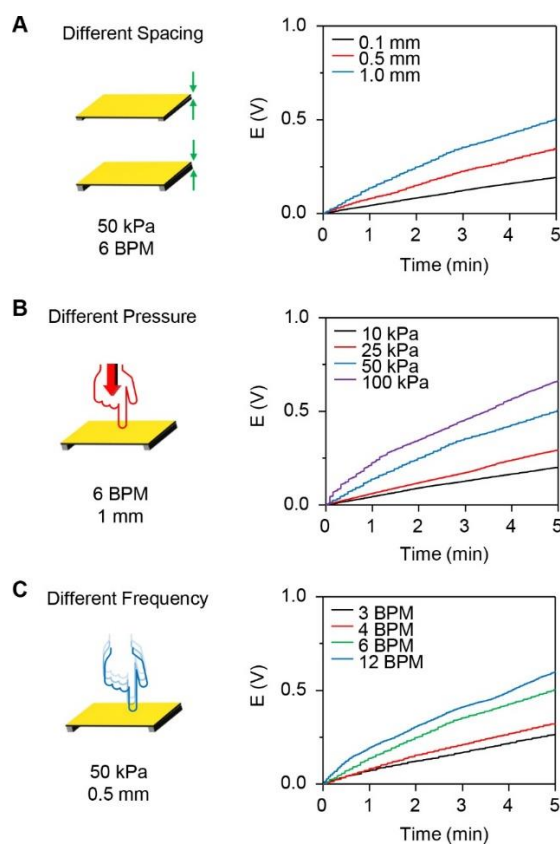 A
Different Spacing
50 kPa
6 BPM
1.0
0.5
0.0
E (V)
0.1 mm
0.5 mm
1.0 mm
0 1 2 3 4 5
Time (min)
B
Different Pressure
6 BPM
1 mm
1.0
0.5
0.0
E (V)
10 kPa
25 kPa
50 kPa
100 kPa
0 1 2 3 4 5
Time (min)
C
Different Frequency
50 kPa
0.5 mm
1.0
0.5
0.0
E (V)
3 BPM
4 BPM
6 BPM
12 BPM
0 1 2 3 4 5
Time (min)